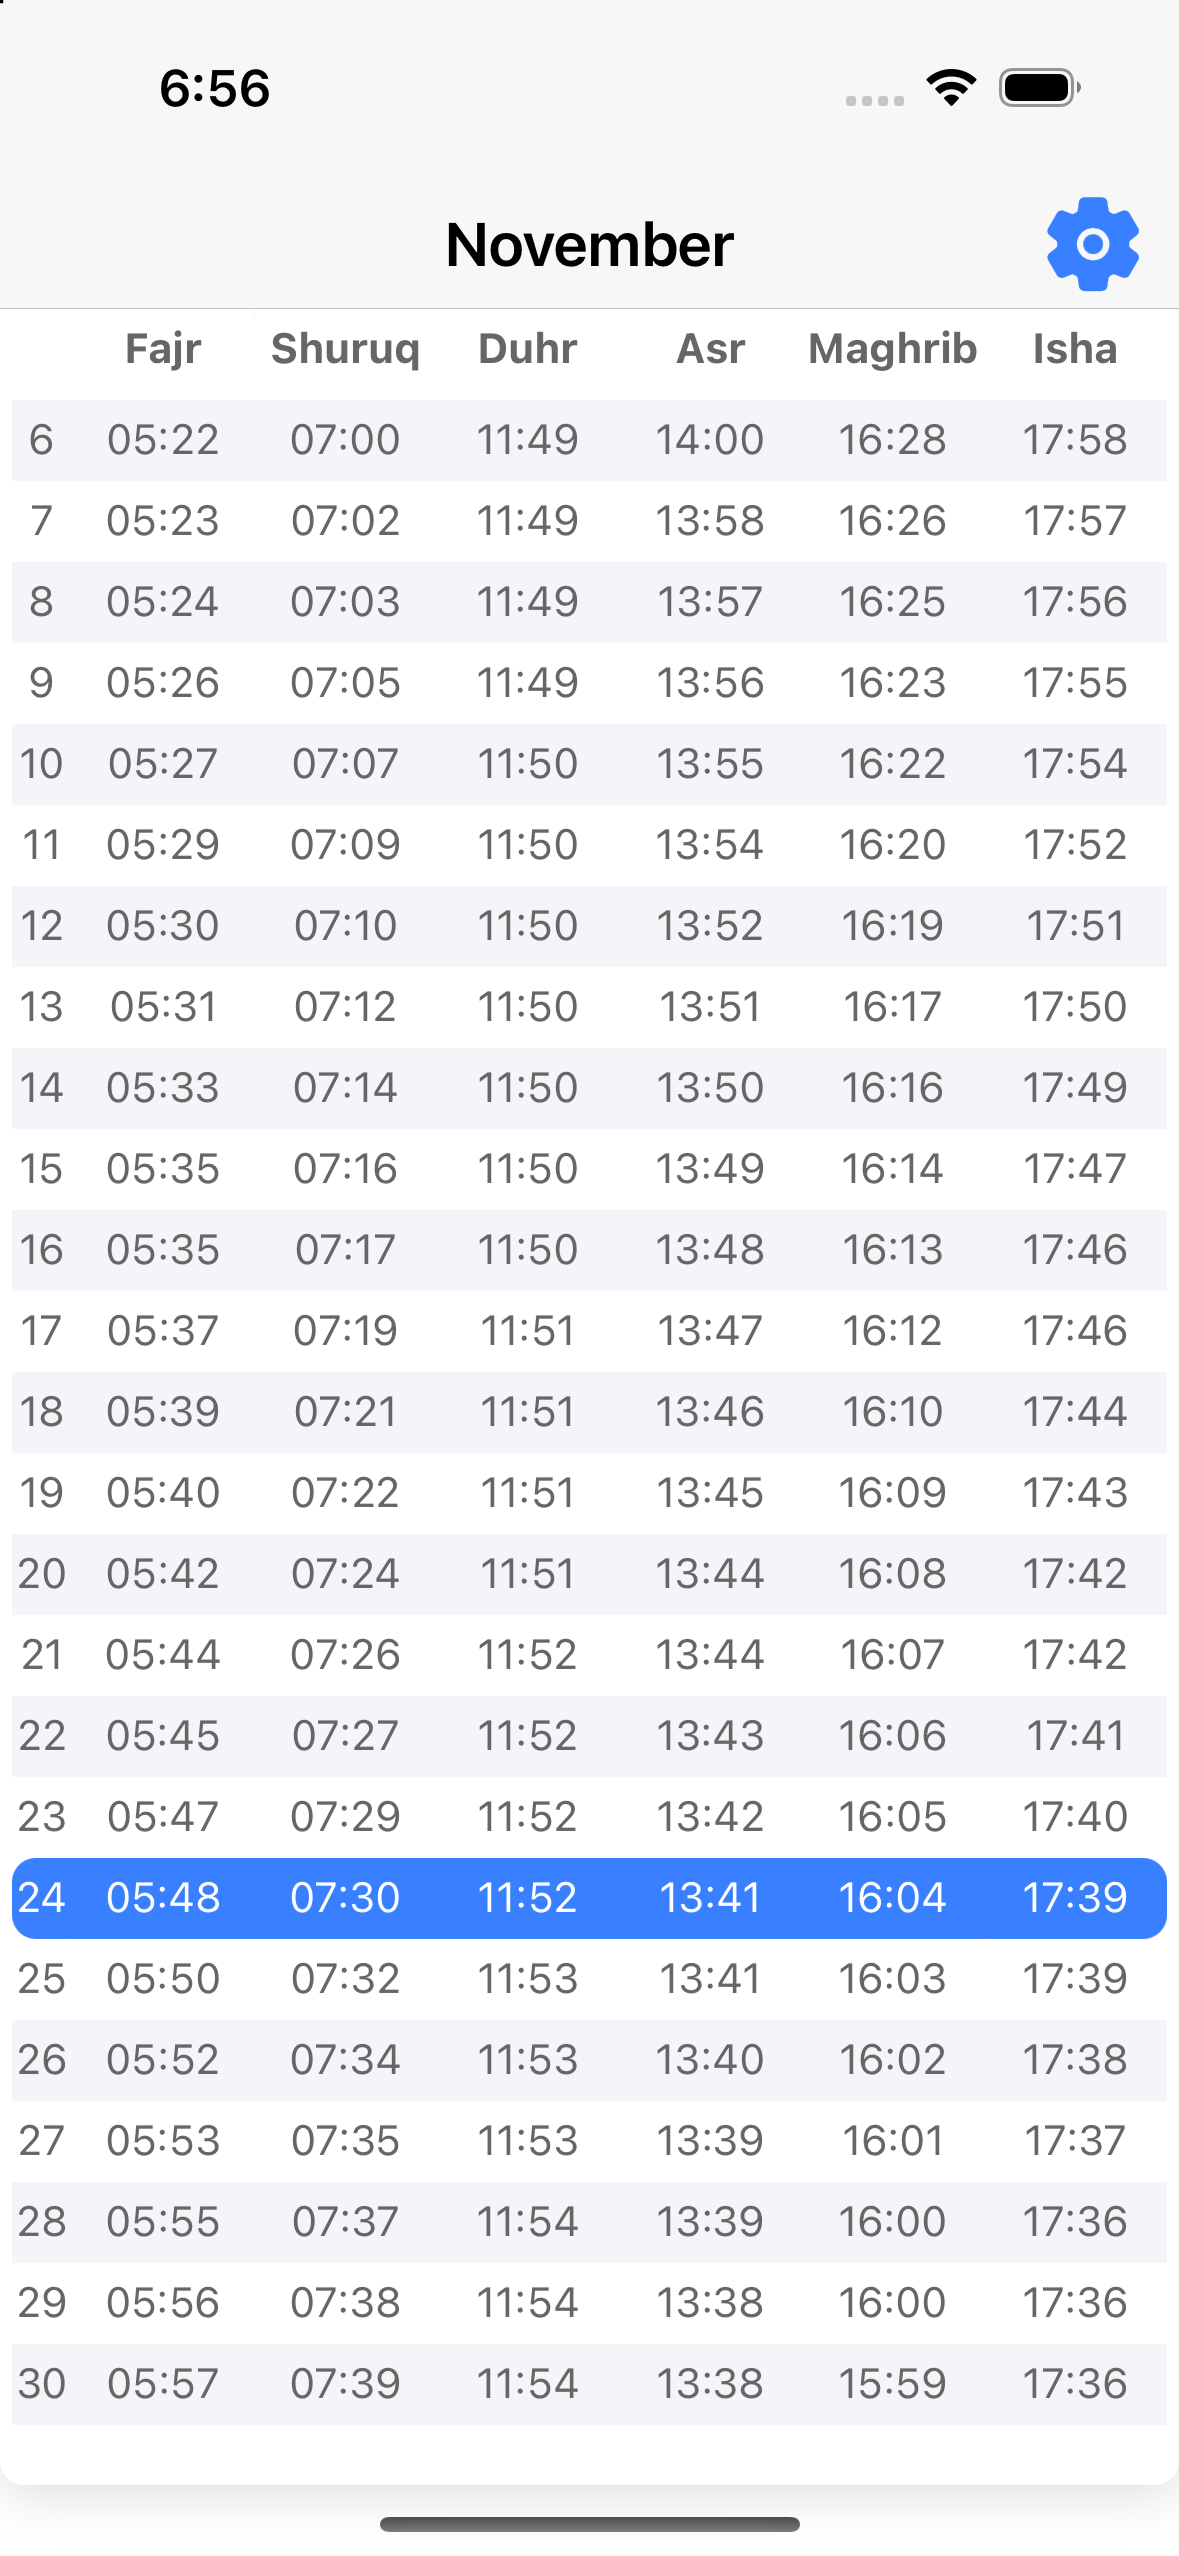 6:56
November
Fajr Shuruq Duhr Asr Maghrib Isha
6 05:22 07:00 11:49 14:00 16:28 17:58
7 05:23 07:02 11:49 13:58 16:26 17:57
8 05:24 07:03 11:49 13:57 16:25 17:56
9 05:26 07:05 11:49 13:56 16:23 17:55
10 05:27 07:07 11:50 13:55 16:22 17:54
11 05:29 07:09 11:50 13:54 16:20 17:52
12 05:30 07:10 11:50 13:52 16:19 17:51
13 05:31 07:12 11:50 13:51 16:17 17:50
14 05:33 07:14 11:50 13:50 16:16 17:49
15 05:35 07:16 11:50 13:49 16:14 17:47
16 05:35 07:17 11:50 13:48 16:13 17:46
17 05:37 07:19 11:51 13:47 16:12 17:46
18 05:39 07:21 11:51 13:46 16:10 17:44
19 05:40 07:22 11:51 13:45 16:09 17:43
20 05:42 07:24 11:51 13:44 16:08 17:42
21 05:44 07:26 11:52 13:44 16:07 17:42
22 05:45 07:27 11:52 13:43 16:06 17:41
23 05:47 07:29 11:52 13:42 16:05 17:40
24 05:48 07:30 11:52 13:41 16:04 17:39
25 05:50 07:32 11:53 13:41 16:03 17:39
26 05:52 07:34 11:53 13:40 16:02 17:38
27 05:53 07:35 11:53 13:39 16:01 17:37
28 05:55 07:37 11:54 13:39 16:00 17:36
29 05:56 07:38 11:54 13:38 16:00 17:36
30 05:57 07:39 11:54 13:38 15:59 17:36